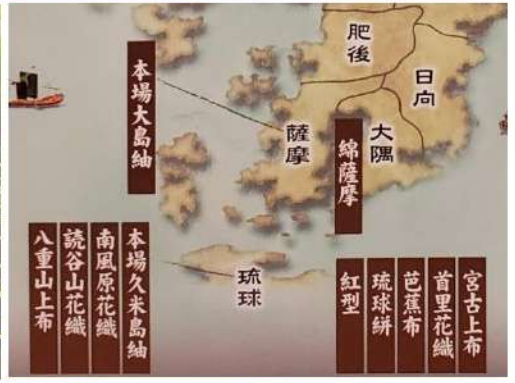 肥後
日向
本場大島紬
薩摩
大隅
綿薩摩
琉球
宮古上布
首里花織
芭蕉布
琉球絣
紅型
本場久米島紬
南風原花織
読谷山花織
八重山上布